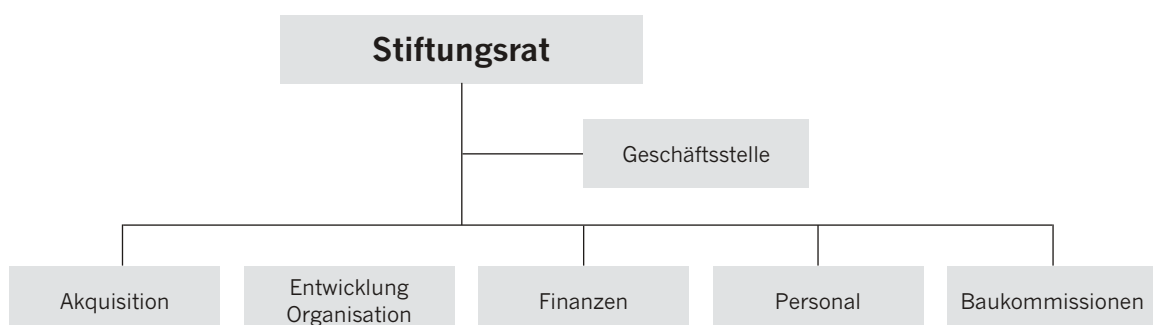 Stiftungsrat
Geschäftsstelle
Akquisition
Entwicklung
Organisation
Finanzen
Personal
Baukommissionen